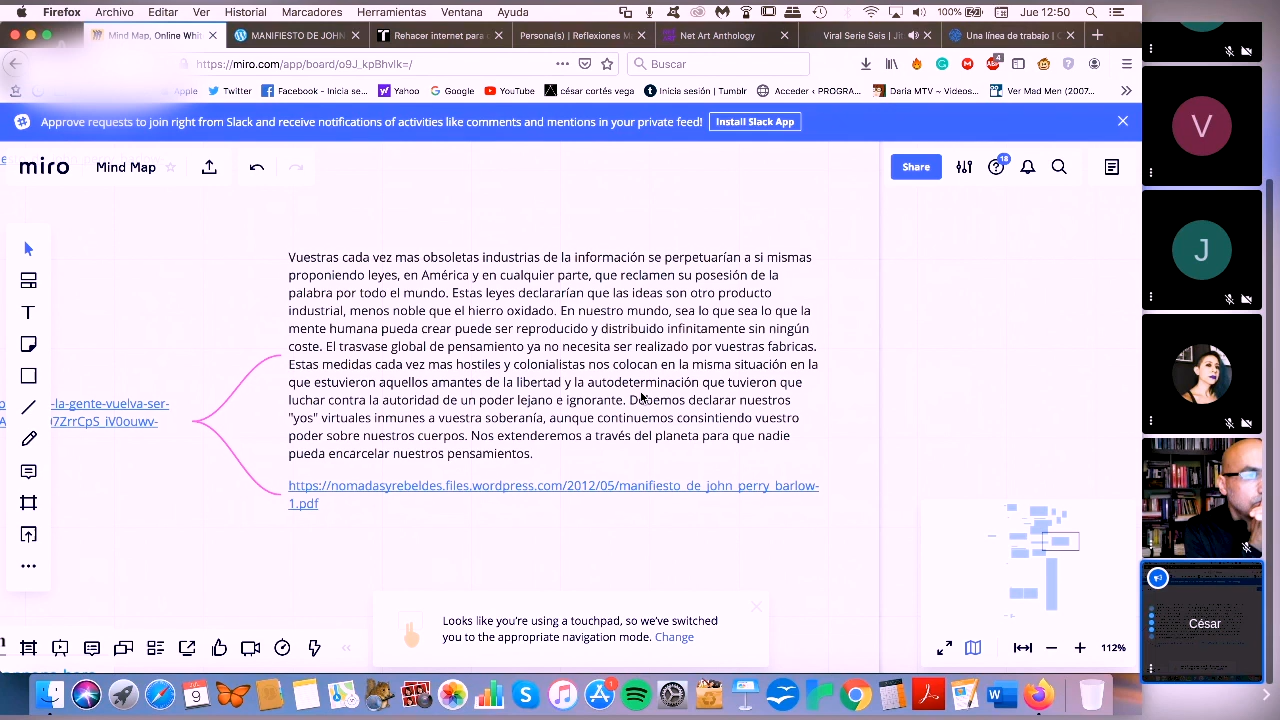 Firefox Archivo Editar Ver Historial Marcadores Herramientas Ventana Ayuda 100% Jue 12:50
Mind Map, Online Whit MANIFIESTO DE JOHN Rehacer internet para c Persona(s) | Reflexiones Me Net Art Anthology Viral Serie Seis | Jit Una línea de trabajo | C
https://miro.com/app/board/o9J_kpBhvIk=/ Buscar 4
Apple Twitter Facebook - Inicia se... Yahoo Google YouTube césar cortés vega Inicia sesión | Tumblr Acceder ‹ PROGRA... Daria MTV ~ Videos... Ver Mad Men (2007...
Approve requests to join right from Slack and receive notifications of activities like comments and mentions in your private feed! Install Slack App
miro Mind Map Share 18
Vuestras cada vez mas obsoletas industrias de la información se perpetuarían a si mismas
proponiendo leyes, en América y en cualquier parte, que reclamen su posesión de la
palabra por todo el mundo. Estas leyes declararían que las ideas son otro producto
industrial, menos noble que el hierro oxidado. En nuestro mundo, sea lo que sea lo que la
mente humana pueda crear puede ser reproducido y distribuido infinitamente sin ningún
coste. El trasvase global de pensamiento ya no necesita ser realizado por vuestras fabricas.
Estas medidas cada vez mas hostiles y colonialistas nos colocan en la misma situación en la
que estuvieron aquellos amantes de la libertad y la autodeterminación que tuvieron que
luchar contra la autoridad de un poder lejano e ignorante. Debemos declarar nuestros
"yos" virtuales inmunes a vuestra soberanía, aunque continuemos consintiendo vuestro
poder sobre nuestros cuerpos. Nos extenderemos a través del planeta para que nadie
pueda encarcelar nuestros pensamientos.
https://nomadasyrebeldes.files.wordpress.com/2012/05/manifiesto_de_john_perry_barlow-
1.pdf
-la-gente-vuelva-ser-
07ZrrCpS_iV0ouwv-
Looks like you're using a touchpad, so we've switched
you to the appropriate navigation mode. Change
112%
V
J
César